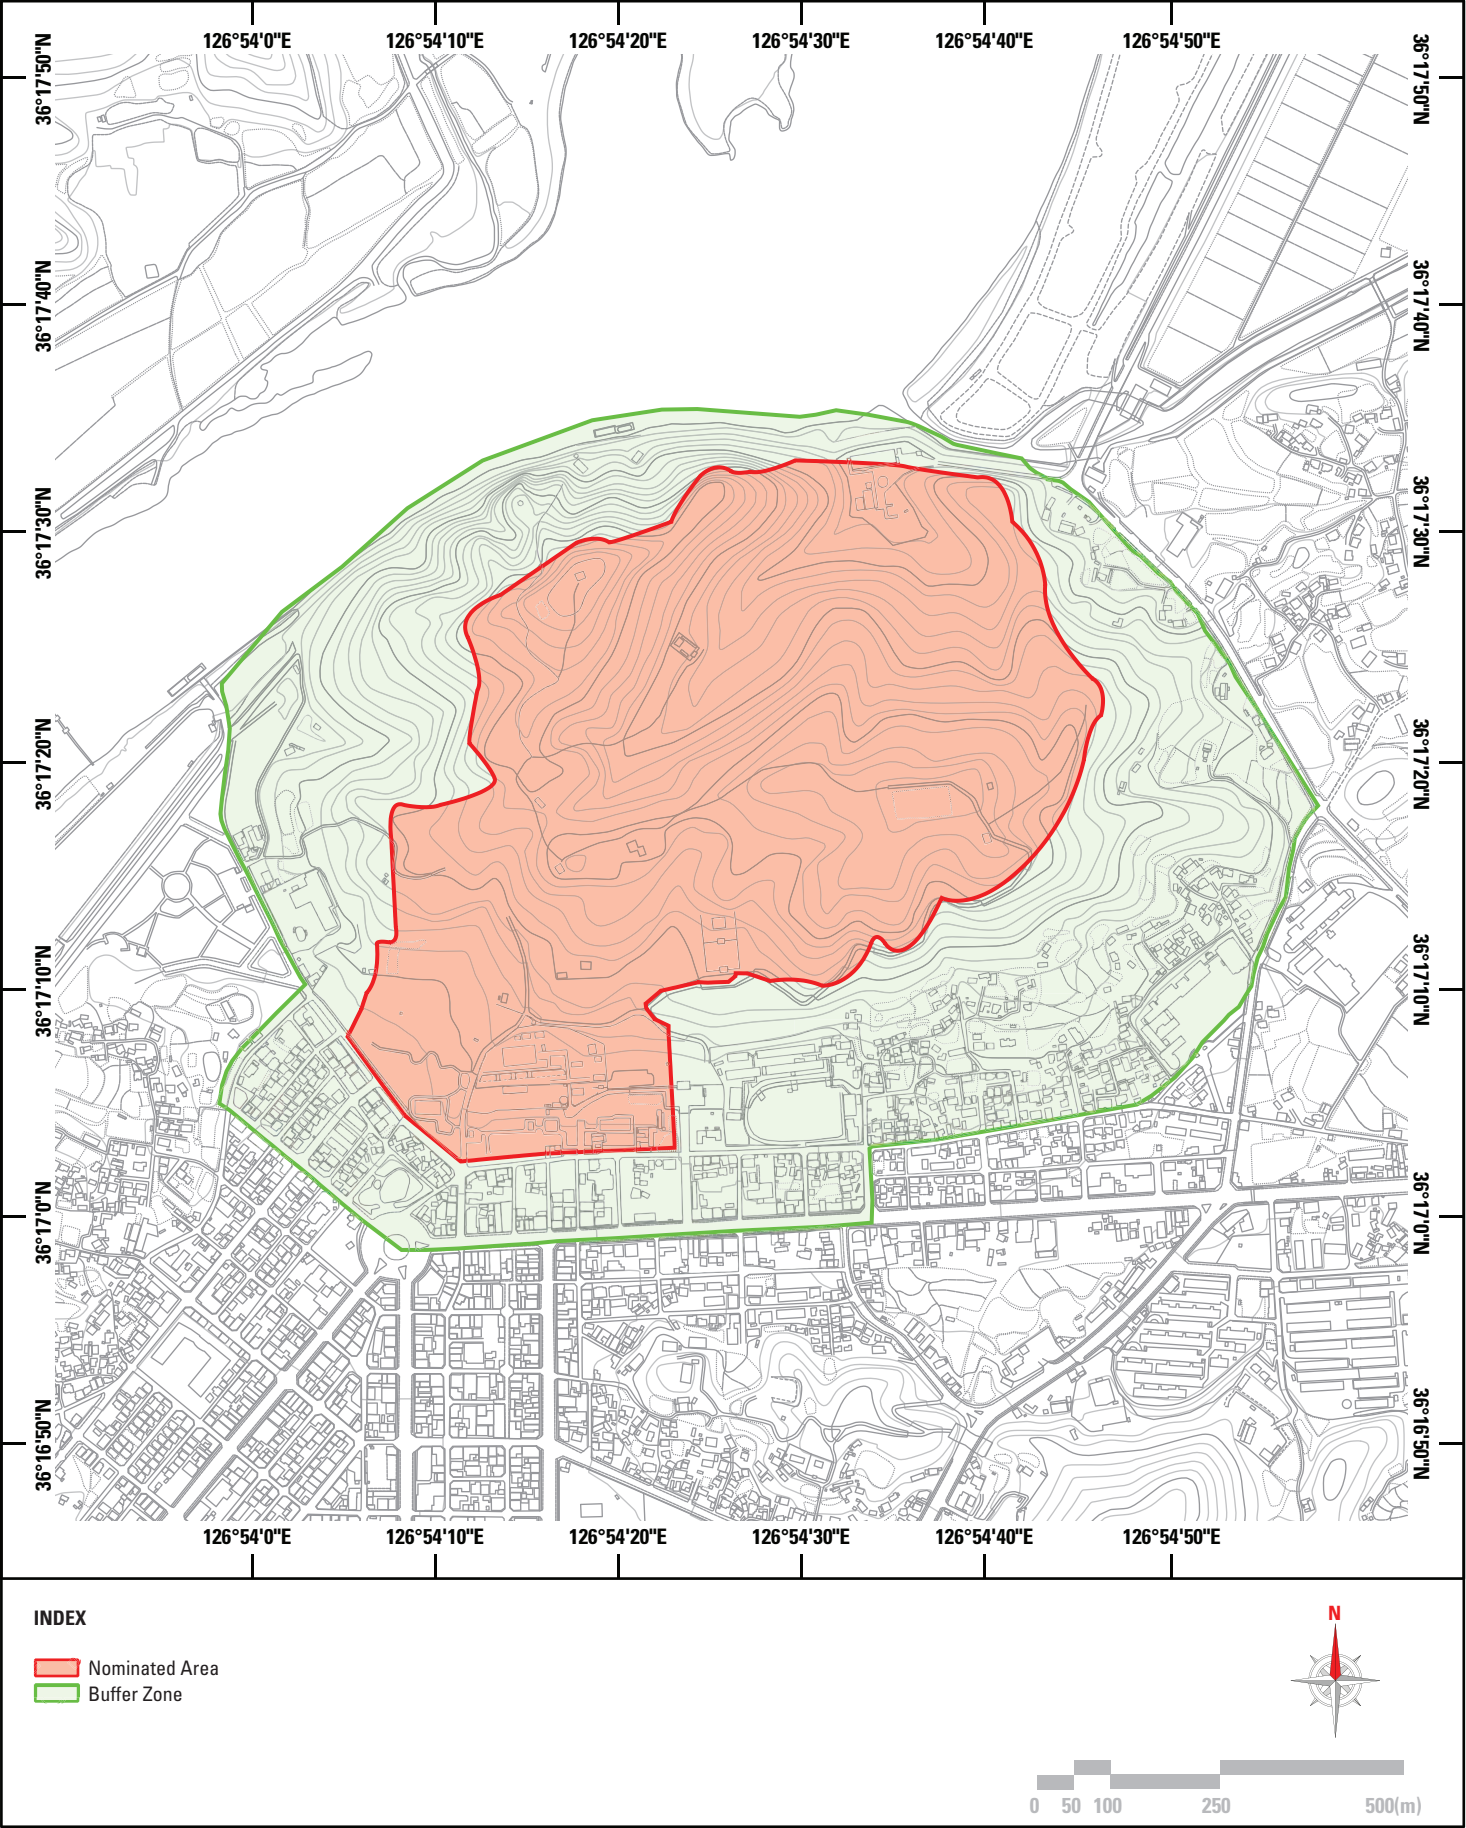 126°54'0"E 126°54'10"E 126°54'20"E 126°54'30"E 126°54'40"E 126°54'50"E
36°17'50"N 36°17'50"N
36°17'40"N 36°17'40"N
36°17'30"N 36°17'30"N
36°17'20"N 36°17'20"N
36°17'10"N 36°17'10"N
36°17'0"N 36°17'0"N
36°16'50"N 36°16'50"N
126°54'0"E 126°54'10"E 126°54'20"E 126°54'30"E 126°54'40"E 126°54'50"E
INDEX
N
Nominated Area
Buffer Zone
0 50 100 250 500(m)